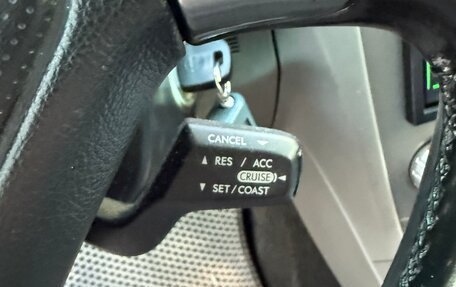 CANCEL
▲ RES / ACC
CRUISE
▼ SET / COAST